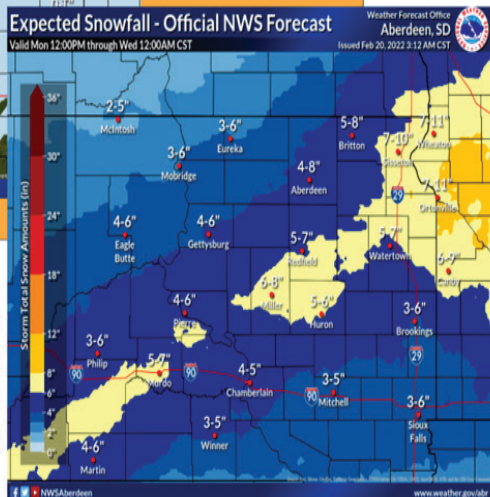 Expected Snowfall - Official NWS Forecast
Valid Mon 12:00PM through Wed 12:00AM CST
Weather Forecast Office
Aberdeen, SD
Issued Feb 20, 2022 3:12 AM CST
Storm Total Snow Amounts (in)
36"
30"
24"
18"
12"
8"
6"
4"
2"
0"
2-5"
McIntosh
3-6"
Eureka
3-6"
Mobridge
5-8"
Britton
7-10"
Sisseton
7-11"
Wheaton
4-8"
Aberdeen
29
7-11"
Ortonville
4-6"
Eagle
Butte
4-6"
Gettysburg
5-7"
Redfield
5-7"
Watertown
6-9"
Canby
6-8"
Miller
4-6"
Pierre
5-6"
Huron
3-6"
Brookings
3-6"
Philip
90
5-7"
Murdo
90
4-5"
Chamberlain
90
3-5"
Mitchell
29
3-6"
Sioux
Falls
3-5"
Winner
4-6"
Martin
NWSAberdeen
www.weather.gov/abr